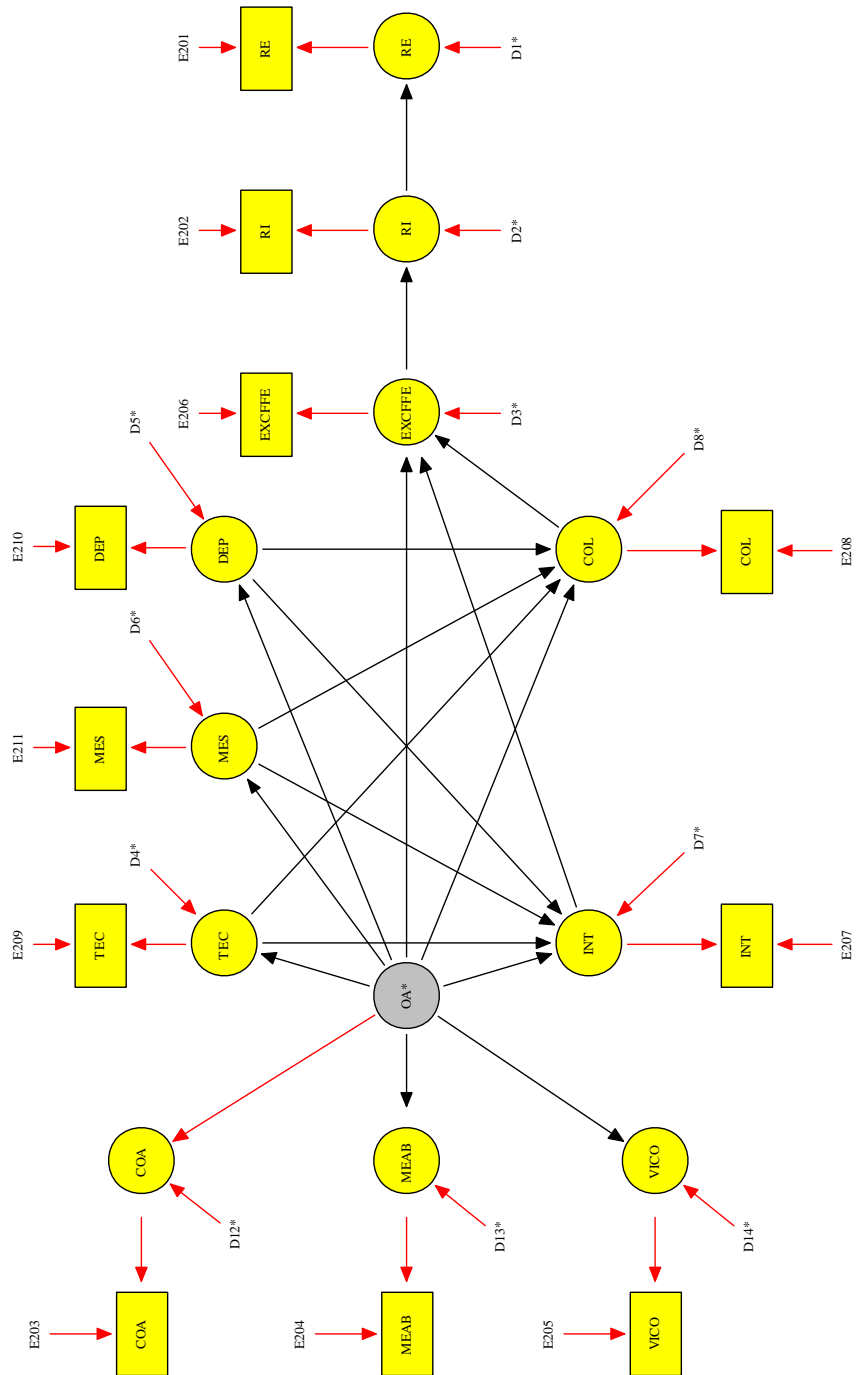 E209
E211
E210
E203
TEC
MES
DEP
D4*
D6*
D5*
COA
COA
E206
E202
E201
TEC
MES
DEP
D12*
EXCFFE
RI
RE
E204
MEAB
MEAB
OA*
EXCFFE
RI
RE
D13*
D3*
D2*
D1*
E205
INT
COL
VICO
VICO
D7*
D8*
D14*
INT
COL
E207
E208